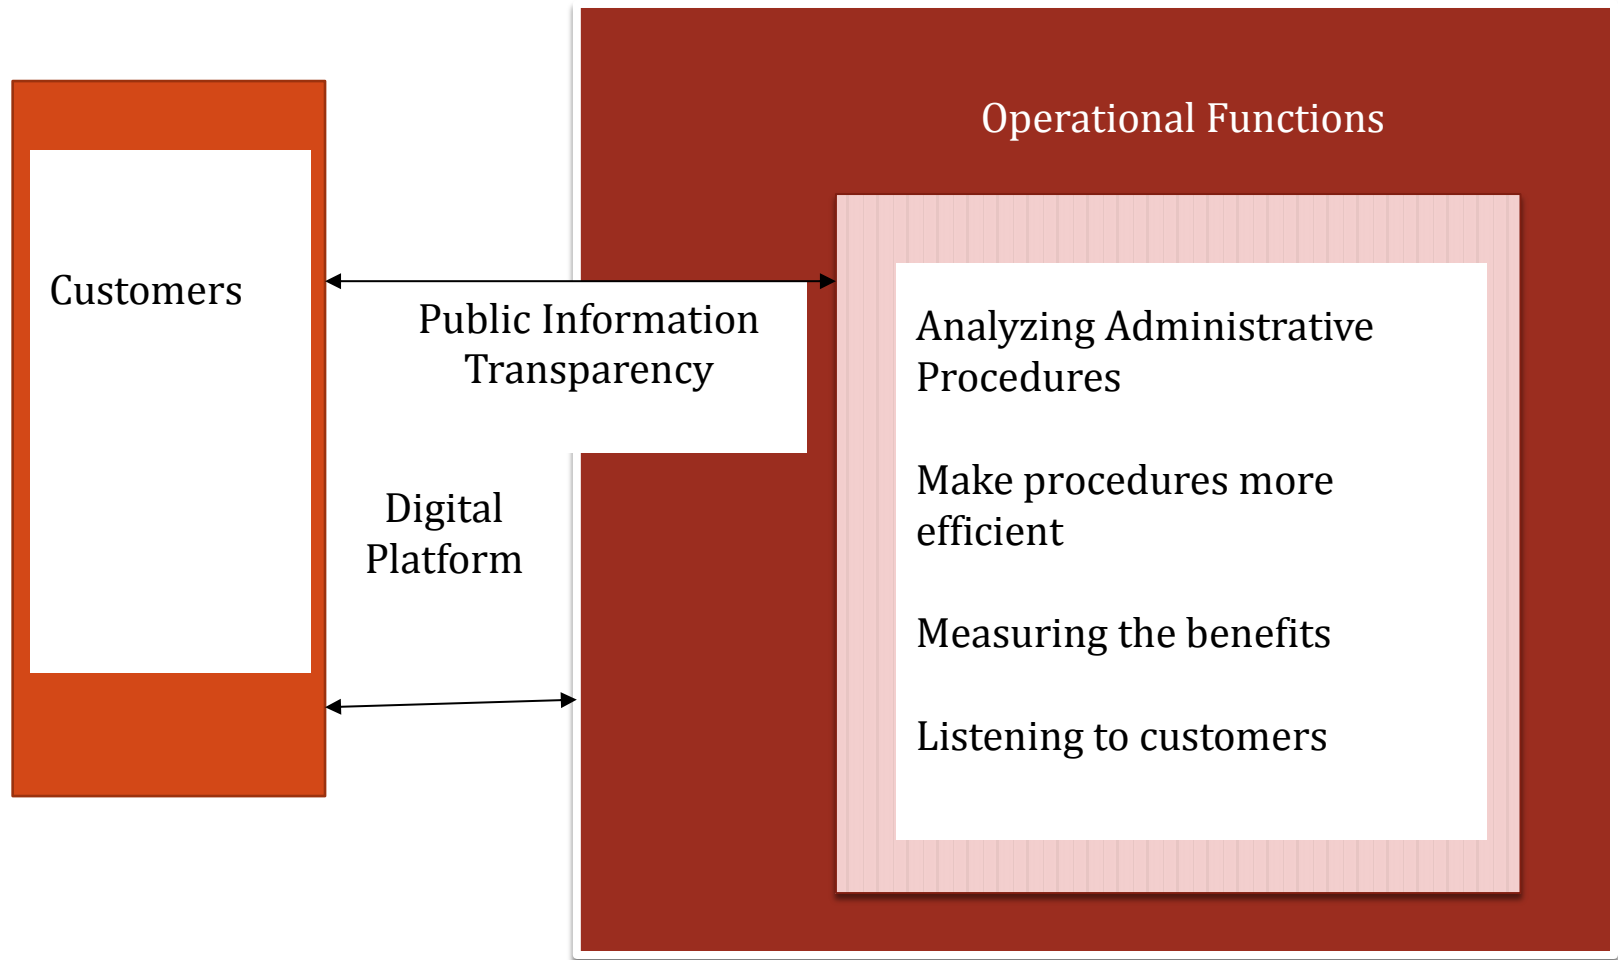 Operational Functions
Customers
Public Information
Transparency
Digital
Platform
Analyzing Administrative
Procedures
Make procedures more
efficient
Measuring the benefits
Listening to customers